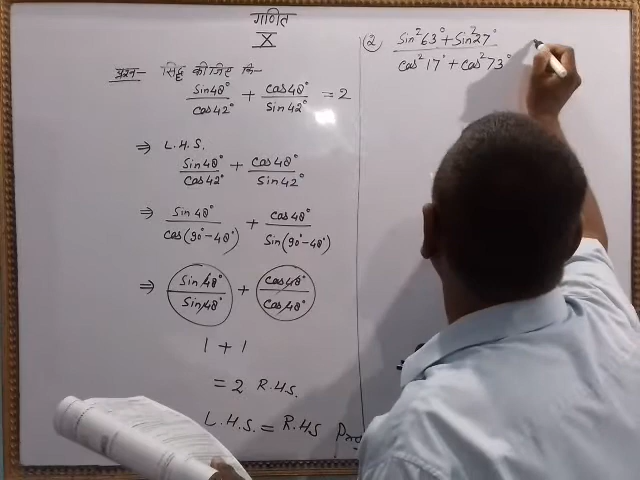 गणित
X
प्रश्न- सिद्ध कीजिए कि-
sin48°/cos42° + cos48°/sin42° = 2
⇒ L.H.S.
sin48°/cos42° + cos48°/sin42°
⇒ sin48°/cos(90°-48°) + cos48°/sin(90°-48°)
⇒ sin48°/sin48° + cos48°/cos48°
1 + 1
= 2 R.H.S.
L.H.S. = R.H.S
(2) sin²63° + sin²27°/cos²17° + cos²73°